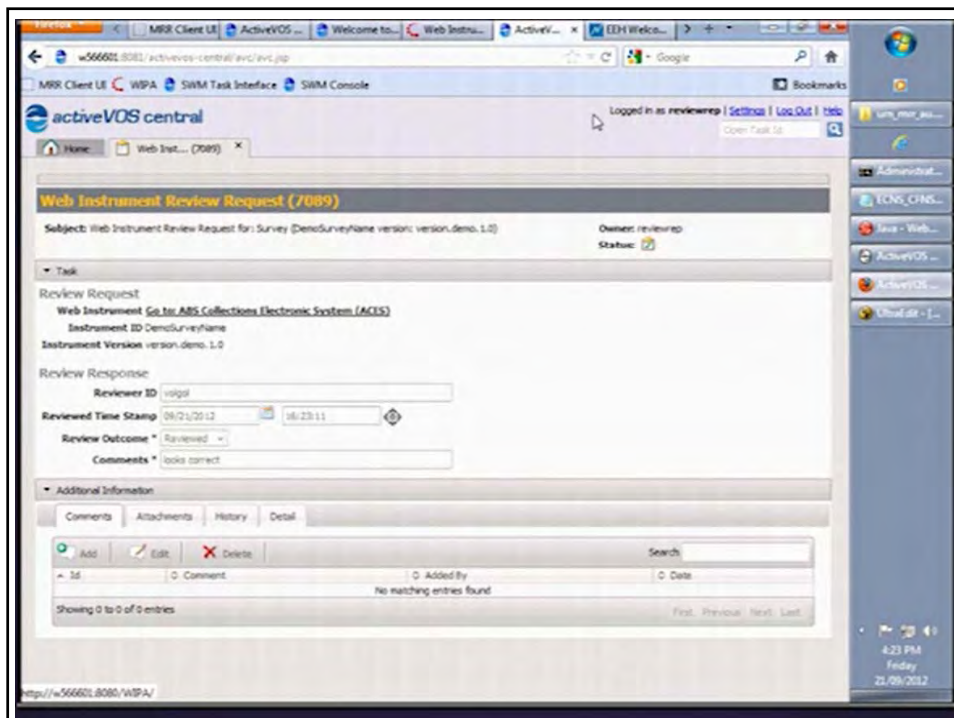 Firefox
MRR Client UI
ActiveVOS ...
Welcome to...
Web Instru...
ActiveV...
EEH Welco...
w566601:8081/activevos-central/avc/avc.jsp
Google
MRR Client UI
WIPA
SWM Task Interface
SWM Console
Bookmarks
activeVOS central
Logged in as reviewrep | Settings | Log Out | Help
Open Task Id
Home
Web Inst... (7089)
Web Instrument Review Request (7089)
Subject: Web Instrument Review Request for: Survey (DemoSurveyName version: version.demo.1.0)
Owner: reviewrep
Status:
Task
Review Request
Web Instrument Go to: ABS Collections Electronic System (ACES)
Instrument ID DemoSurveyName
Instrument Version version.demo.1.0
Review Response
Reviewer ID voigol
Reviewed Time Stamp 09/21/2012 16:23:11
Review Outcome * Reviewed
Comments * looks correct
Additional Information
Comments
Attachments
History
Detail
Add
Edit
Delete
Search
Id
Comment
Added By
Date
No matching entries found
Showing 0 to 0 of 0 entries
First Previous Next Last
http://w566601:8080/WIPA/
Administrat...
ECNS_CFNS...
Java - Web...
ActiveVOS ...
ActiveVOS ...
UltraEdit - [...
4:23 PM
Friday
21/09/2012